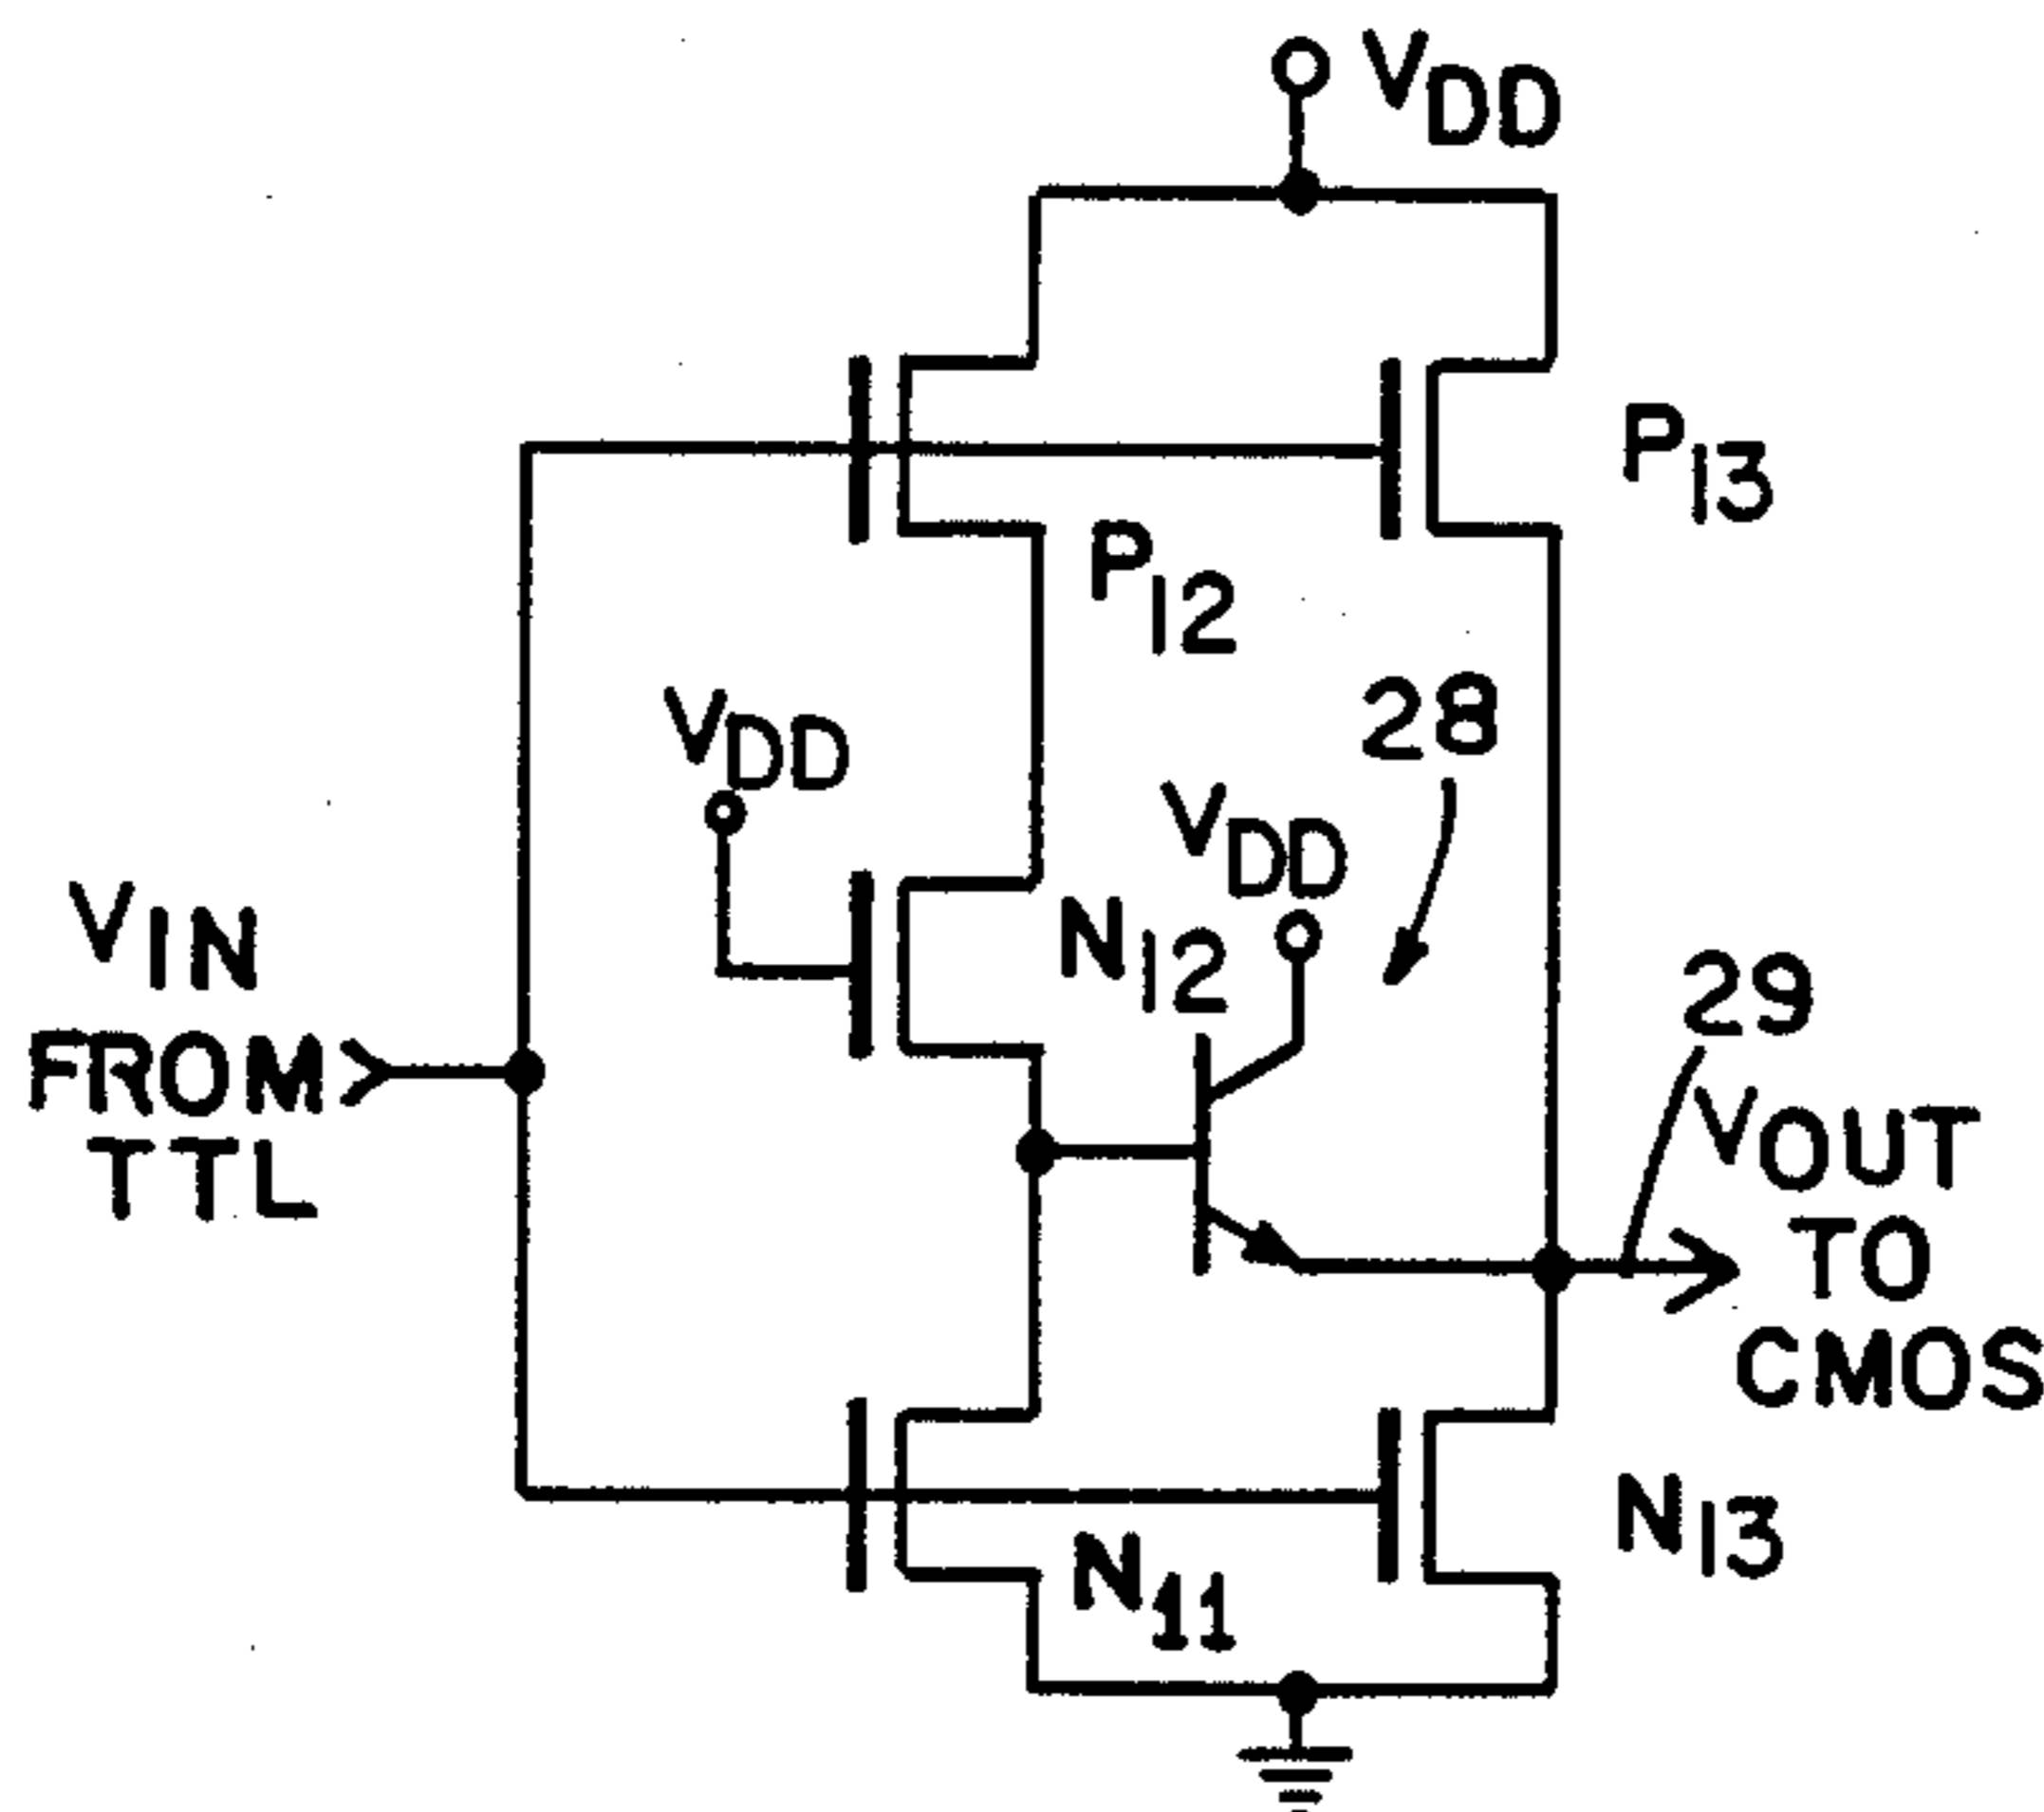 VDD
P13
P12
VDD
28
VDD
N12
VIN
FROM
TTL
29
VOUT
TO
CMOS
N13
N11